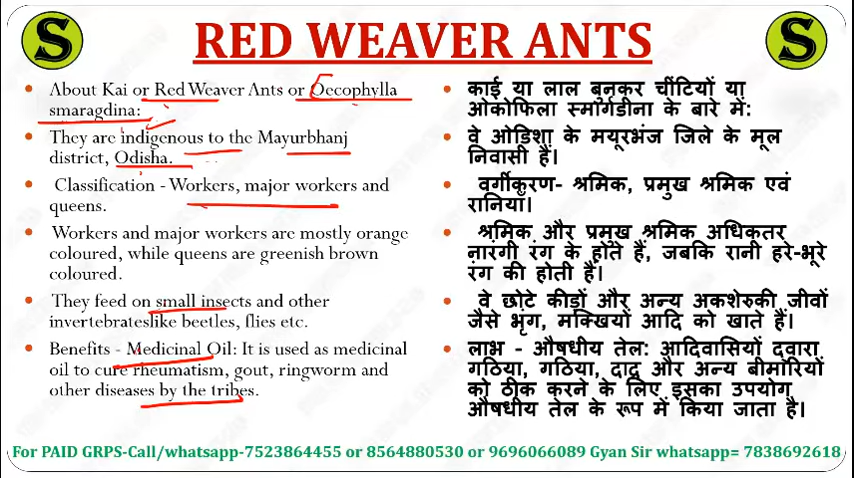 S
RED WEAVER ANTS
S
• About Kai or Red Weaver Ants or Oecophylla
smaragdina:
• They are indigenous to the Mayurbhanj
district, Odisha.
• Classification - Workers, major workers and
queens.
• Workers and major workers are mostly orange
coloured, while queens are greenish brown
coloured.
• They feed on small insects and other
invertebrateslike beetles, flies etc.
• Benefits - Medicinal Oil: It is used as medicinal
oil to cure rheumatism, gout, ringworm and
other diseases by the tribes.
• काई या लाल बुनकर चींटियों या
ओकोफिला स्मार्गडीना के बारे में:
• वे ओडिशा के मयूरभंज जिले के मूल
निवासी हैं।
• वर्गीकरण- श्रमिक, प्रमुख श्रमिक एवं
रानियाँ।
• श्रमिक और प्रमुख श्रमिक अधिकतर
नारंगी रंग के होते हैं, जबकि रानी हरे-भूरे
रंग की होती हैं।
• वे छोटे कीड़ों और अन्य अकशेरुकी जीवों
जैसे भृंग, मक्खियों आदि को खाते हैं।
• लाभ - औषधीय तेल: आदिवासियों द्वारा
गठिया, गठिया, दाद और अन्य बीमारियों
को ठीक करने के लिए इसका उपयोग
औषधीय तेल के रूप में किया जाता है।
For PAID GRPS-Call/whatsapp-7523864455 or 8564880530 or 9696066089 Gyan Sir whatsapp= 7838692618